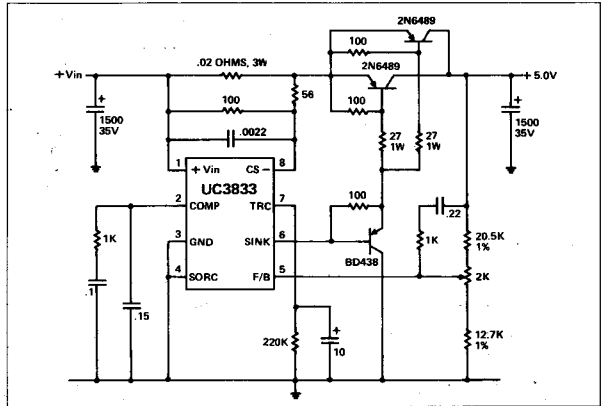 2N6489
100
.02 OHMS, 3W
2N6489
+Vin
+ 5.0V
100
56
100
+
1500
35V
.0022
27
1W
27
1W
+
1500
35V
1
+ Vin
CS –
8
UC3833
2
COMP
TRC
7
100
.22
1K
3
GND
SINK
6
1K
20.5K
1%
BD438
2K
4
SORC
F/B
5
.1
.15
220K
+
10
12.7K
1%